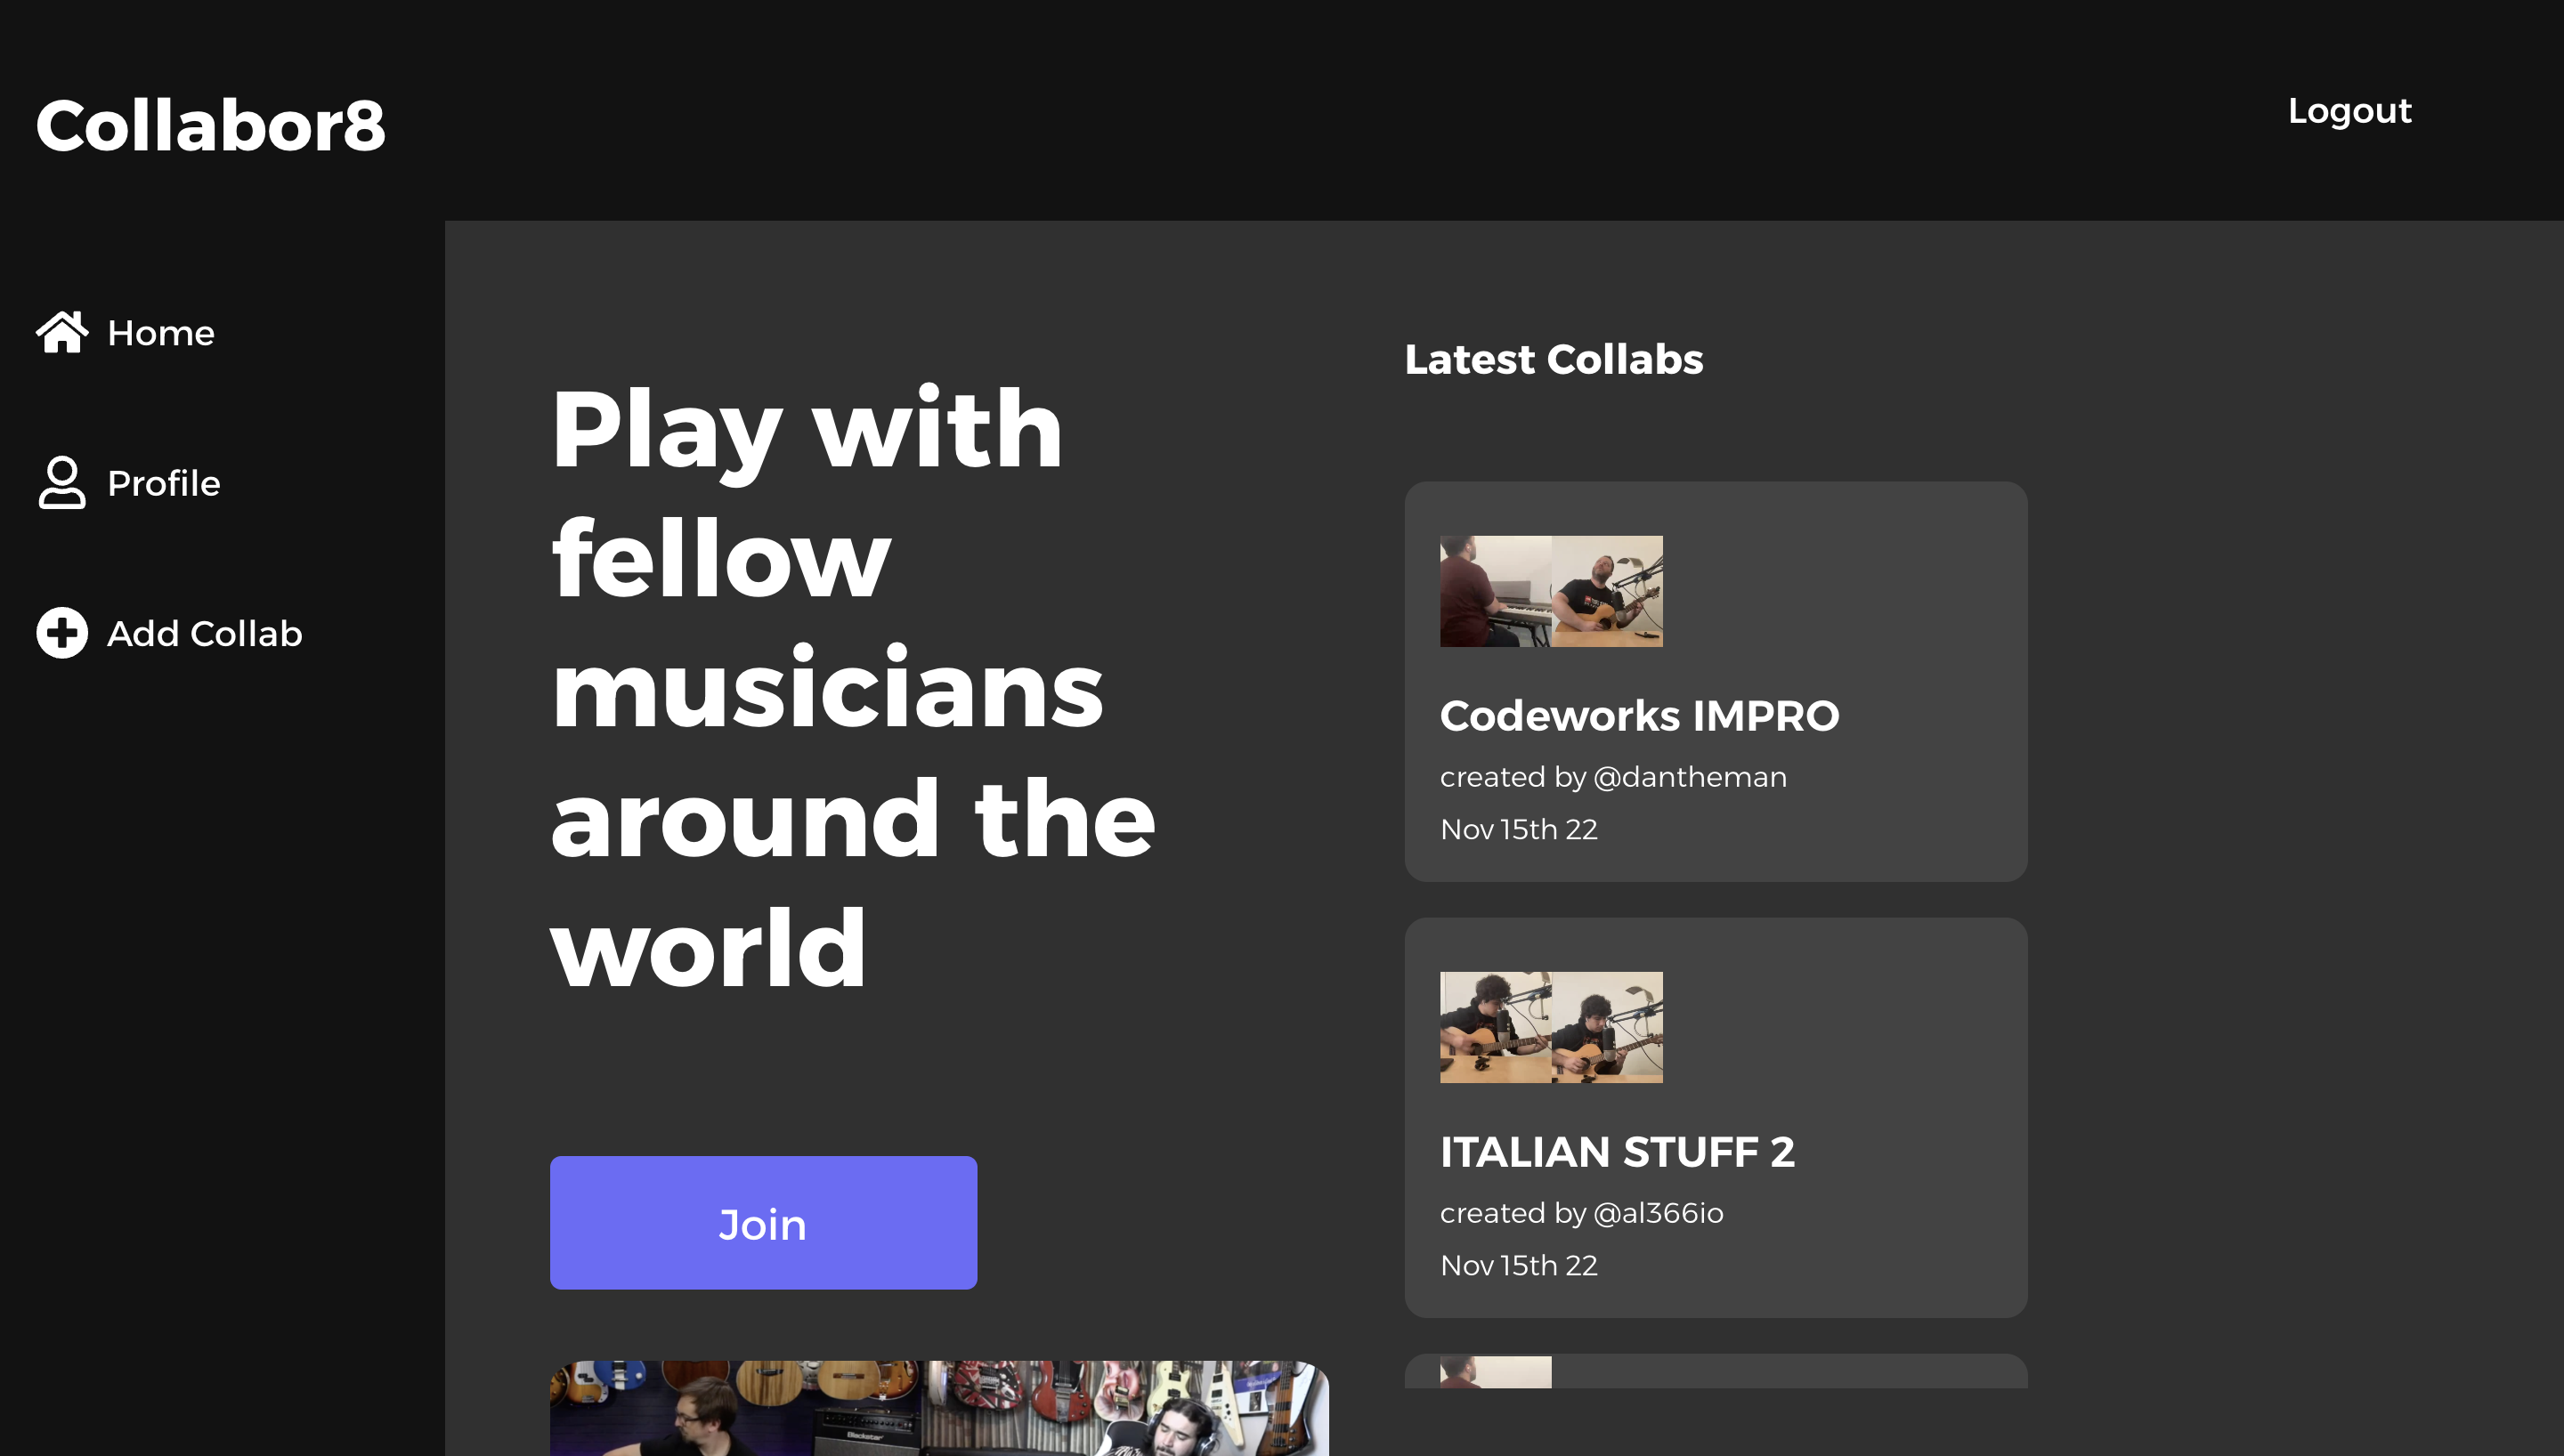 Collabor8
Logout
Home
Profile
Add Collab
Play with
fellow
musicians
around the
world
Join
Latest Collabs
Codeworks IMPRO
created by @dantheman
Nov 15th 22
ITALIAN STUFF 2
created by @al366io
Nov 15th 22
Blackstar